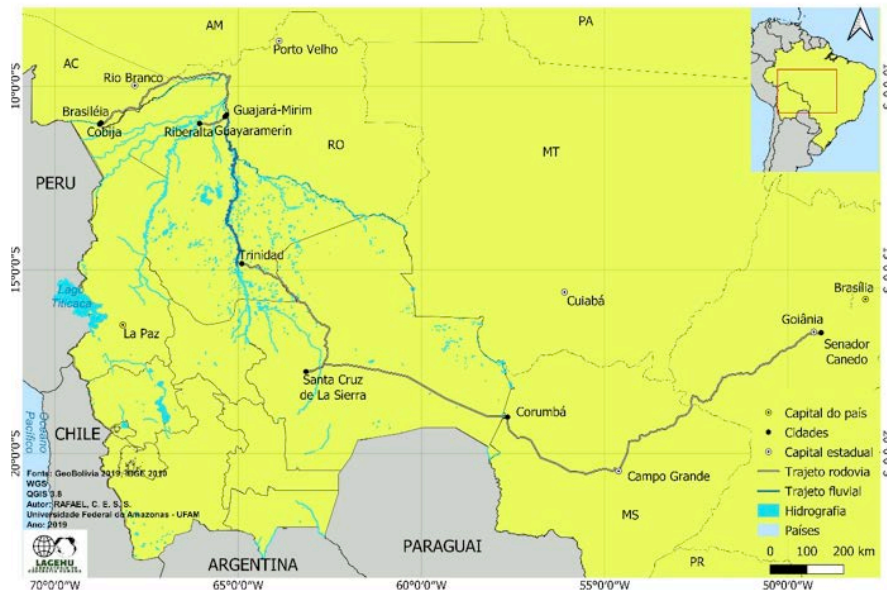 AM
PA
AC
Porto Velho
Rio Branco
10°0'0"S
Brasiléia
Cobija
Riberalta
Guajará-Mirim
Guayaramerín
RO
MT
PERU
15°0'0"S
Trinidad
Lago
Titicaca
La Paz
Cuiabá
Brasília
Goiânia
Senador
Canedo
Santa Cruz
de La Sierra
Corumbá
Oceano
Pacífico
CHILE
20°0'0"S
Campo Grande
MS
PARAGUAI
ARGENTINA
PR
Capital do país
Cidades
Capital estadual
Trajeto rodovia
Trajeto fluvial
Hidrografia
Países
0 100 200 km
Fonte: GeoBolivia 2019,
WGS
QGIS 3.8
Autor: RAFAEL, C. E. S. S.
Universidade Federal do Amazonas - UFAM
Ano: 2019
LAGEHU
70°0'0"O
65°0'0"O
60°0'0"O
55°0'0"O
50°0'0"O